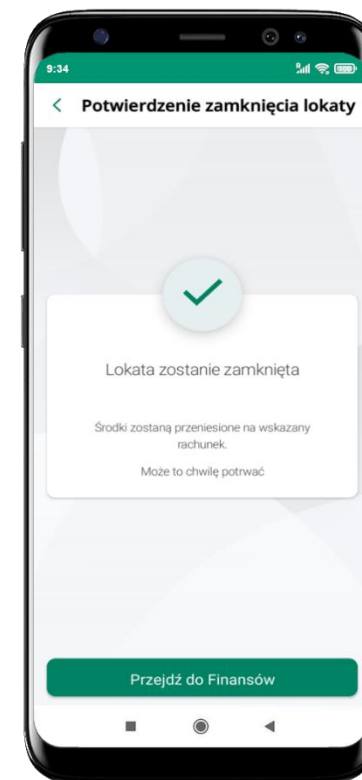 9:34
Potwierdzenie zamknięcia lokaty
Lokata zostanie zamknięta
Środki zostaną przeniesione na wskazany
rachunek.
Może to chwilę potrwać
Przejdź do Finansów